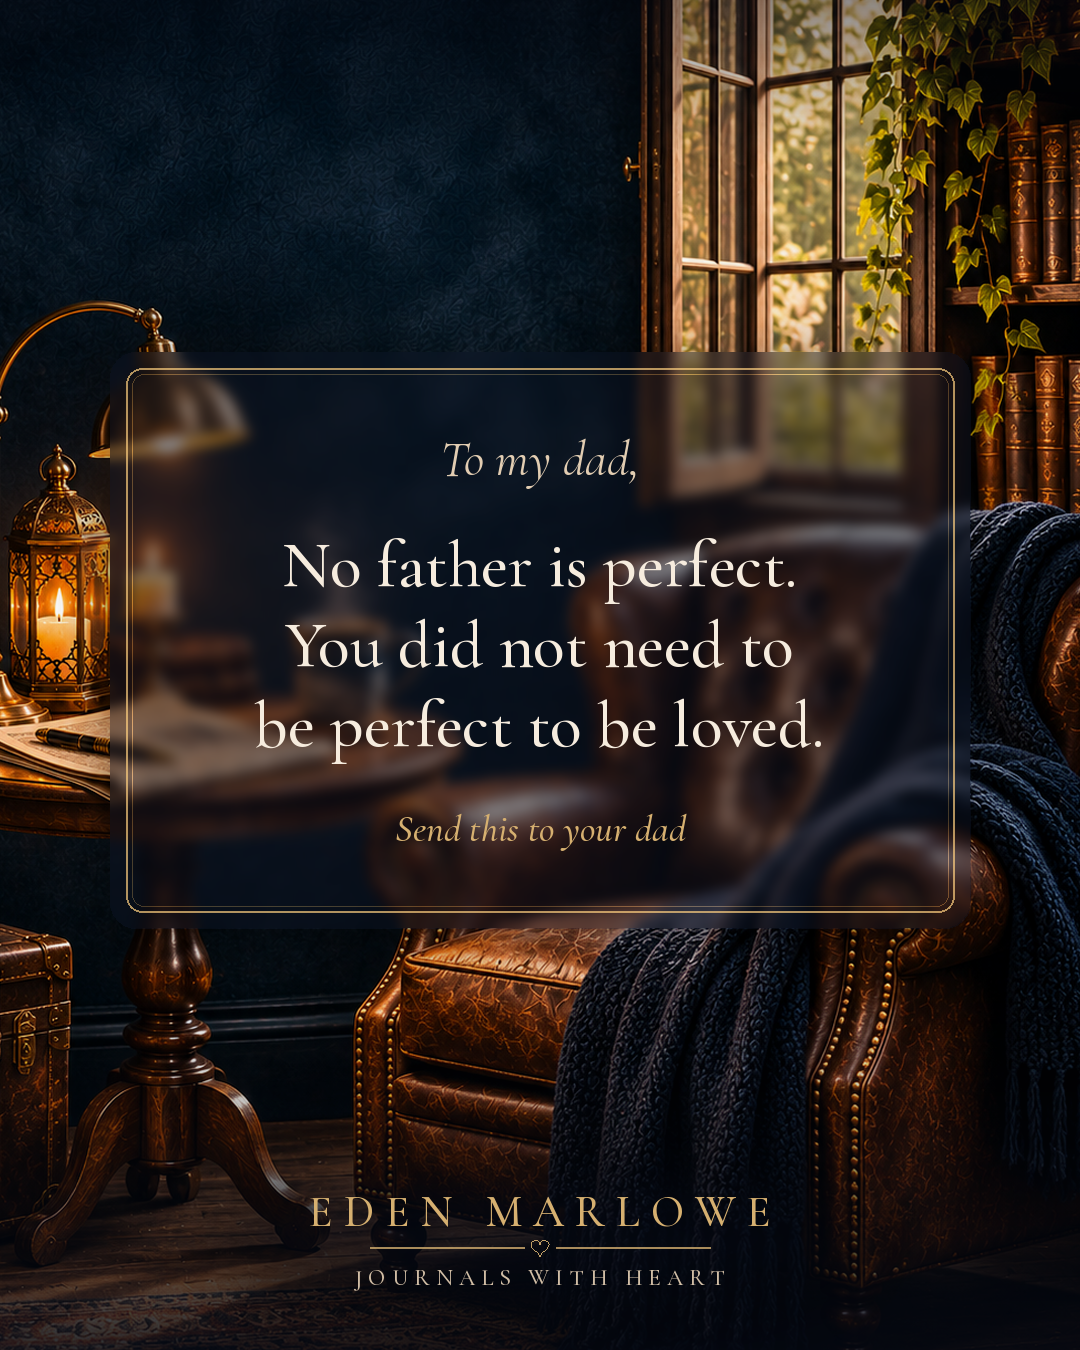 To my dad,
No father is perfect.
You did not need to
be perfect to be loved.
Send this to your dad
EDEN MARLOWE
JOURNALS WITH HEART